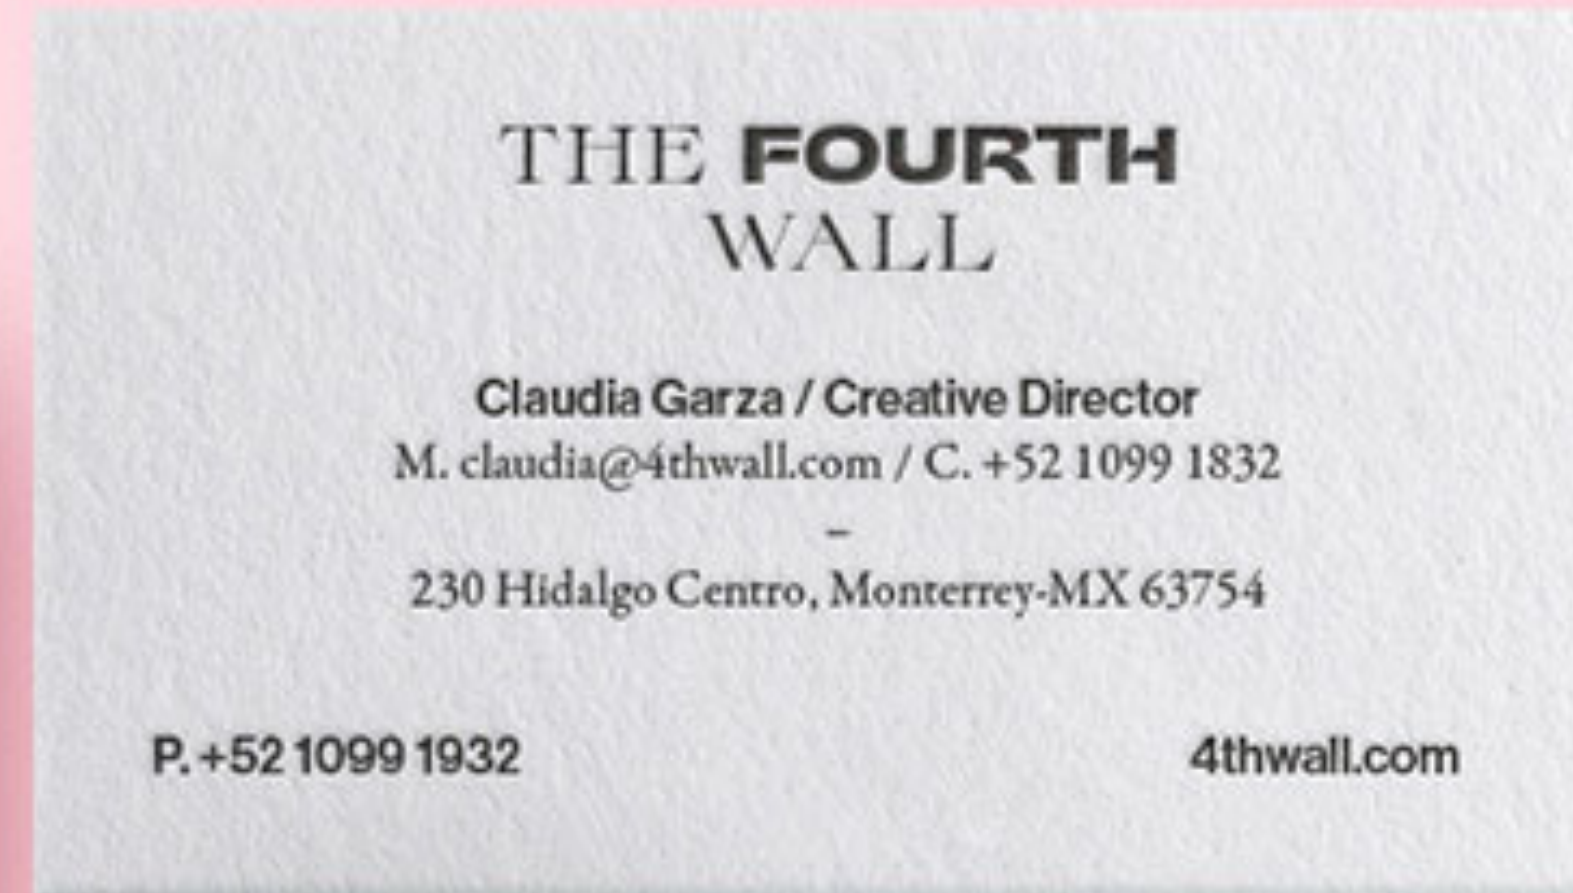 THE FOURTH
WALL
Claudia Garza / Creative Director
M. claudia@4thwall.com / C. +52 1099 1832
–
230 Hidalgo Centro, Monterrey-MX 63754
P. +52 1099 1932
4thwall.com